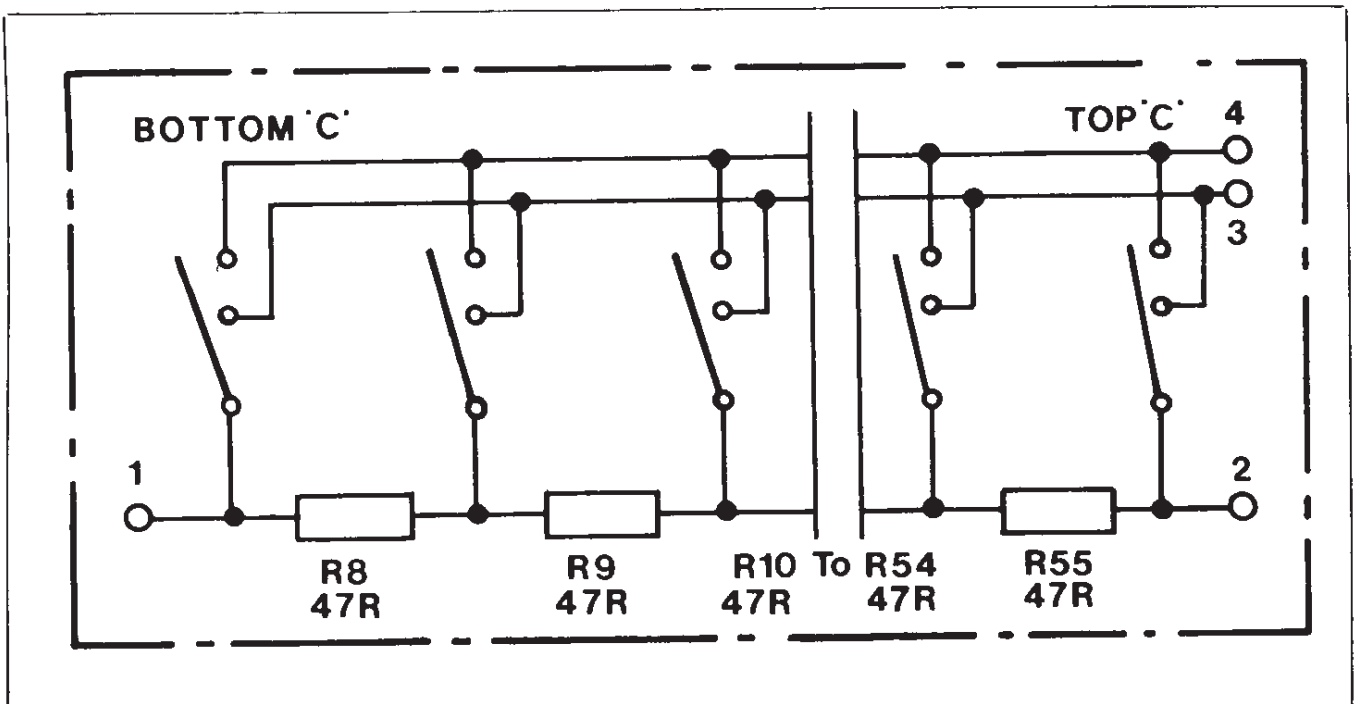 BOTTOM 'C'
TOP 'C'
4
3
1
2
R8
47R
R9
47R
R10 To R54
47R 47R
R55
47R